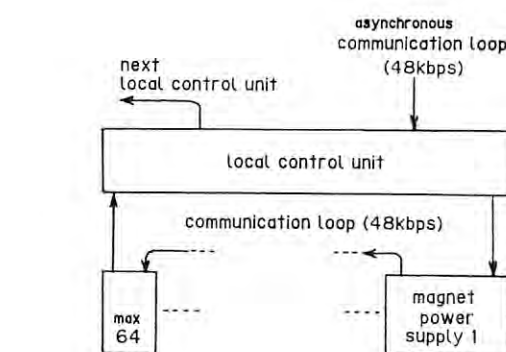 asynchronous
communication loop
(48kbps)
next
local control unit
local control unit
communication loop (48kbps)
max
64
magnet
power
supply 1